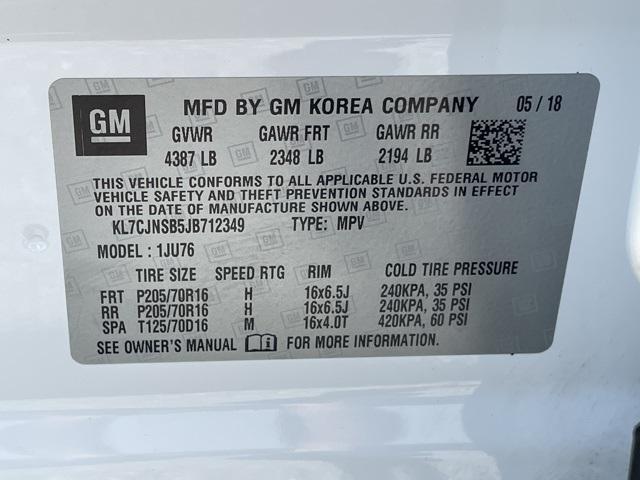 GM MFD BY GM KOREA COMPANY 05 / 18
GVWR GAWR FRT GAWR RR
4387 LB 2348 LB 2194 LB
THIS VEHICLE CONFORMS TO ALL APPLICABLE U.S. FEDERAL MOTOR
VEHICLE SAFETY AND THEFT PREVENTION STANDARDS IN EFFECT
ON THE DATE OF MANUFACTURE SHOWN ABOVE.
KL7CJNSB5JB712349 TYPE: MPV
MODEL : 1JU76
TIRE SIZE SPEED RTG RIM COLD TIRE PRESSURE
FRT P205/70R16 H 16x6.5J 240KPA, 35 PSI
RR P205/70R16 H 16x6.5J 240KPA, 35 PSI
SPA T125/70D16 M 16x4.0T 420KPA, 60 PSI
SEE OWNER'S MANUAL FOR MORE INFORMATION.